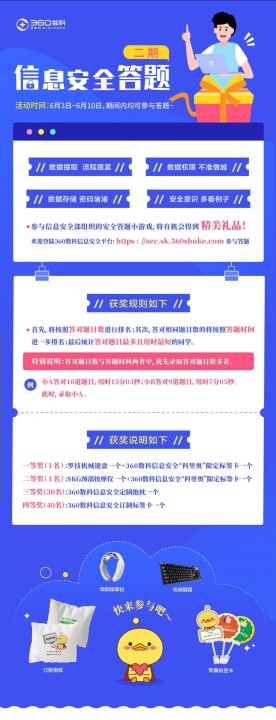 360数科
二期
信息安全答题
活动时间:6月3日~6月10日,期间内均可参与答题~
数据提取 流程跟紧
数据权限 不准僭越
数据存储 密码堵堵
安全意识 多看例子
参与信息安全部组织的安全答题小游戏, 将有机会得到 精美礼品!
欢迎登陆360数科信息安全平台: https://sec.sk.360shuke.com 参与答题
获奖规则如下
首先, 将按照答对题目数进行排名; 其次, 答对相同题目数的将按照答题时间
进一步排名; 最后统计答对题目最多且用时最短的同学。
特别说明: 答对题目数与答题时间两者中, 优先录取答对题目数多者。
例
小A答对10道题目, 用时15分03秒; 小B答对9道题目, 用时7分05秒。
此时, 录取小A。
获奖说明如下
一等奖(1名):罗技机械键盘一个+360数科信息安全“科里奥”限定标签卡一个
二等奖(1名):SKG颈部按摩仪一个+360数科信息安全“科里奥”限定标签卡一个
三等奖(30名):360数科信息安全定制抱枕一个
四等奖(40名):360数科信息安全订制标签卡一个
颈部按摩仪
机械键盘
快来参与吧~
订制抱枕
专属标签卡